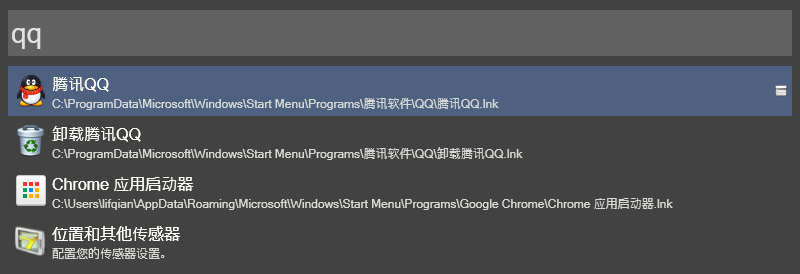 qq
腾讯QQ
C:\ProgramData\Microsoft\Windows\Start Menu\Programs\腾讯软件\QQ\腾讯QQ.lnk
卸载腾讯QQ
C:\ProgramData\Microsoft\Windows\Start Menu\Programs\腾讯软件\QQ\卸载腾讯QQ.lnk
Chrome 应用启动器
C:\Users\lifqian\AppData\Roaming\Microsoft\Windows\Start Menu\Programs\Google Chrome\Chrome 应用启动器.lnk
位置和其他传感器
配置您的传感器设置。